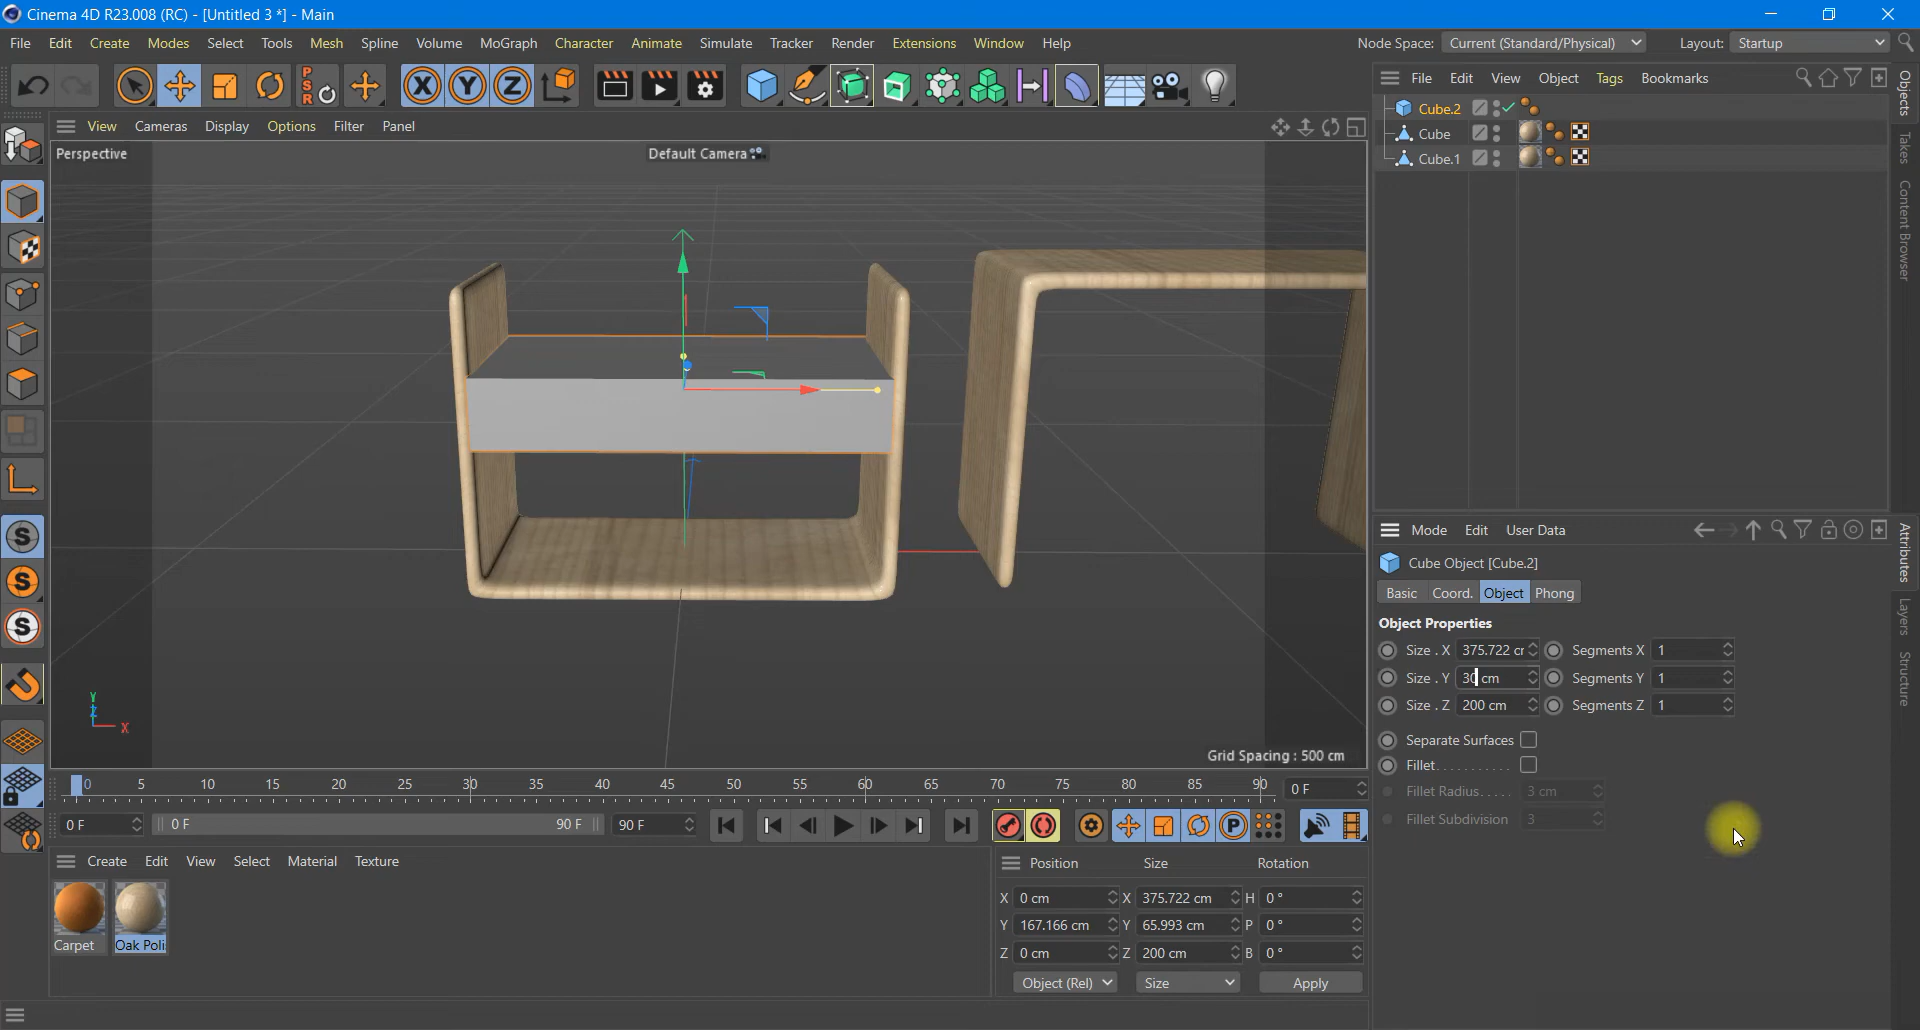 Cinema 4D R23.008 (RC) - [Untitled 3 *] - Main
File Edit Create Modes Select Tools Mesh Spline Volume MoGraph Character Animate Simulate Tracker Render Extensions Window Help
Node Space: Current (Standard/Physical) Layout: Startup
P
S
R
X Y Z
File Edit View Object Tags Bookmarks
Cube.2
Cube
Cube.1
Objects
Takes
Content Browser
View Cameras Display Options Filter Panel
Perspective
Default Camera
S
S
S
Y
Z
X
Grid Spacing : 500 cm
Mode Edit User Data
Cube Object [Cube.2]
Basic Coord. Object Phong
Object Properties
Size . X 375.722 cr Segments X 1
Size . Y 30 cm Segments Y 1
Size . Z 200 cm Segments Z 1
Separate Surfaces
Fillet
Fillet Radius 3 cm
Fillet Subdivision 3
Attributes
Layers
Structure
0 5 10 15 20 25 30 35 40 45 50 55 60 65 70 75 80 85 90 0 F
0 F 0 F 90 F 90 F
P
Create Edit View Select Material Texture
Carpet
Oak Poli
Position Size Rotation
X 0 cm X 375.722 cm H 0 °
Y 167.166 cm Y 65.993 cm P 0 °
Z 0 cm Z 200 cm B 0 °
Object (Rel) Size Apply